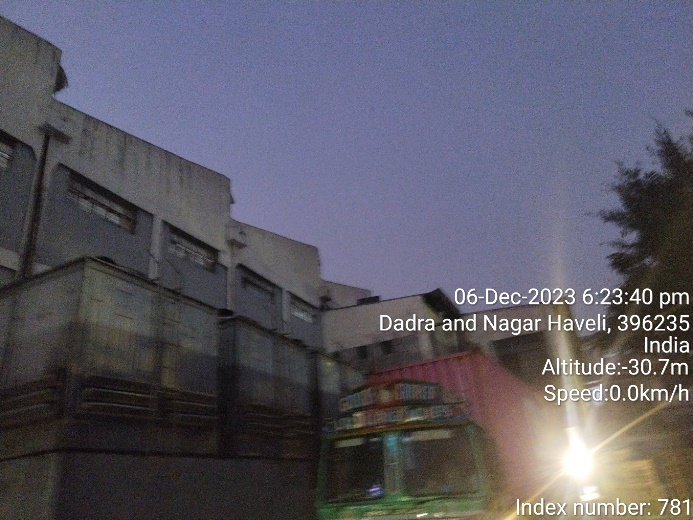 06-Dec-2023 6:23:40 pm
Dadra and Nagar Haveli, 396235
India
Altitude:-30.7m
Speed:0.0km/h
Index number: 781